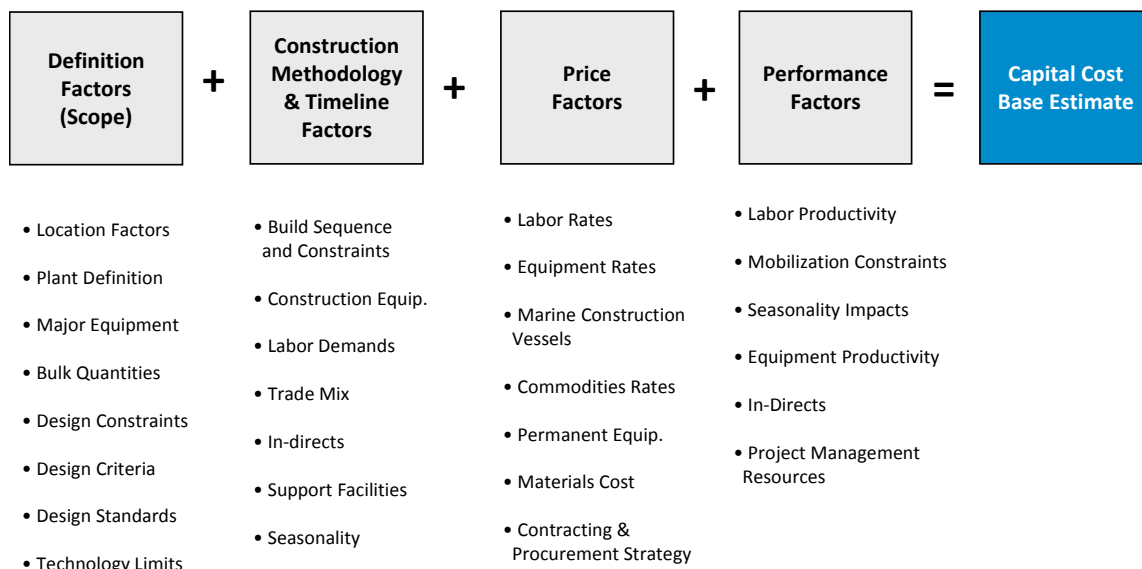 Definition
Factors
(Scope)
+
Construction
Methodology
& Timeline
Factors
+
Price
Factors
+
Performance
Factors
=
Capital Cost
Base Estimate
• Location Factors
• Plant Definition
• Major Equipment
• Bulk Quantities
• Design Constraints
• Design Criteria
• Design Standards
• Technology Limits
• Build Sequence
and Constraints
• Construction Equip.
• Labor Demands
• Trade Mix
• In-directs
• Support Facilities
• Seasonality
• Labor Rates
• Equipment Rates
• Marine Construction
Vessels
• Commodities Rates
• Permanent Equip.
• Materials Cost
• Contracting &
Procurement Strategy
• Labor Productivity
• Mobilization Constraints
• Seasonality Impacts
• Equipment Productivity
• In-Directs
• Project Management
Resources